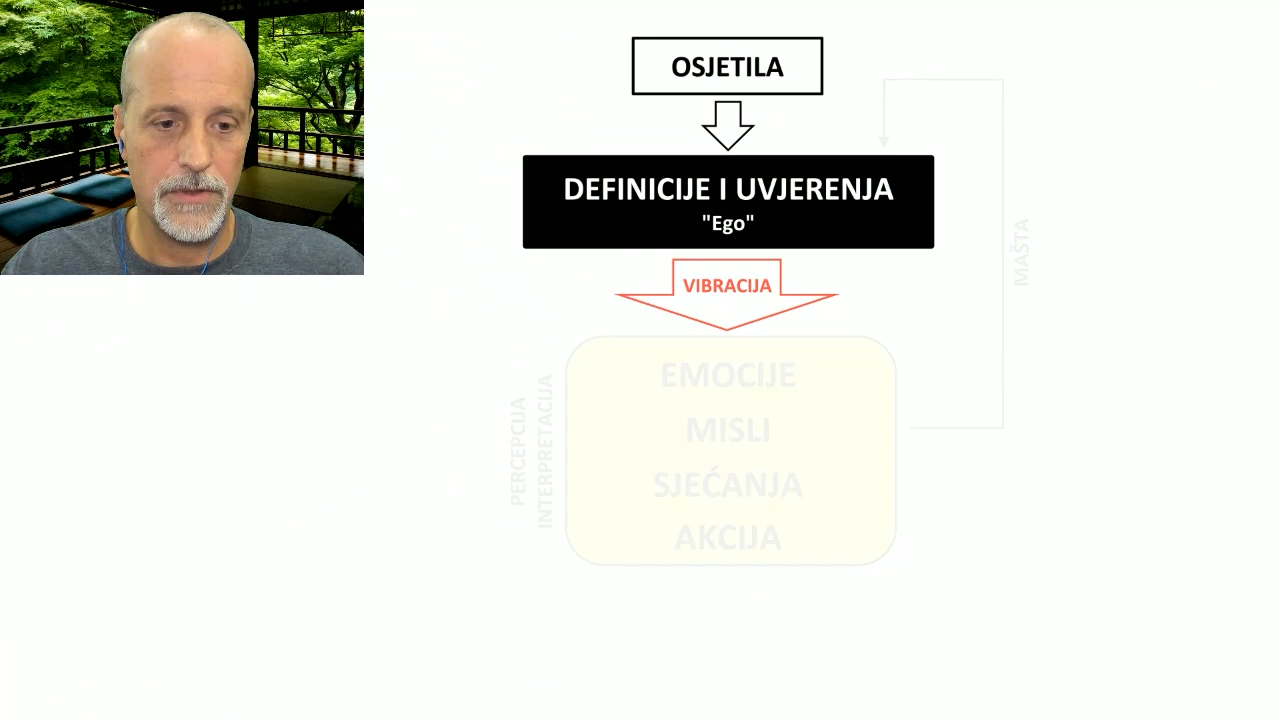 OSJETILA
DEFINICIJE I UVJERENJA
"Ego"
VIBRACIJA
MAŠTA
PERCEPCIJA
INTERPRETACIJA
EMOCIJE
MISLI
SJEĆANJA
AKCIJA